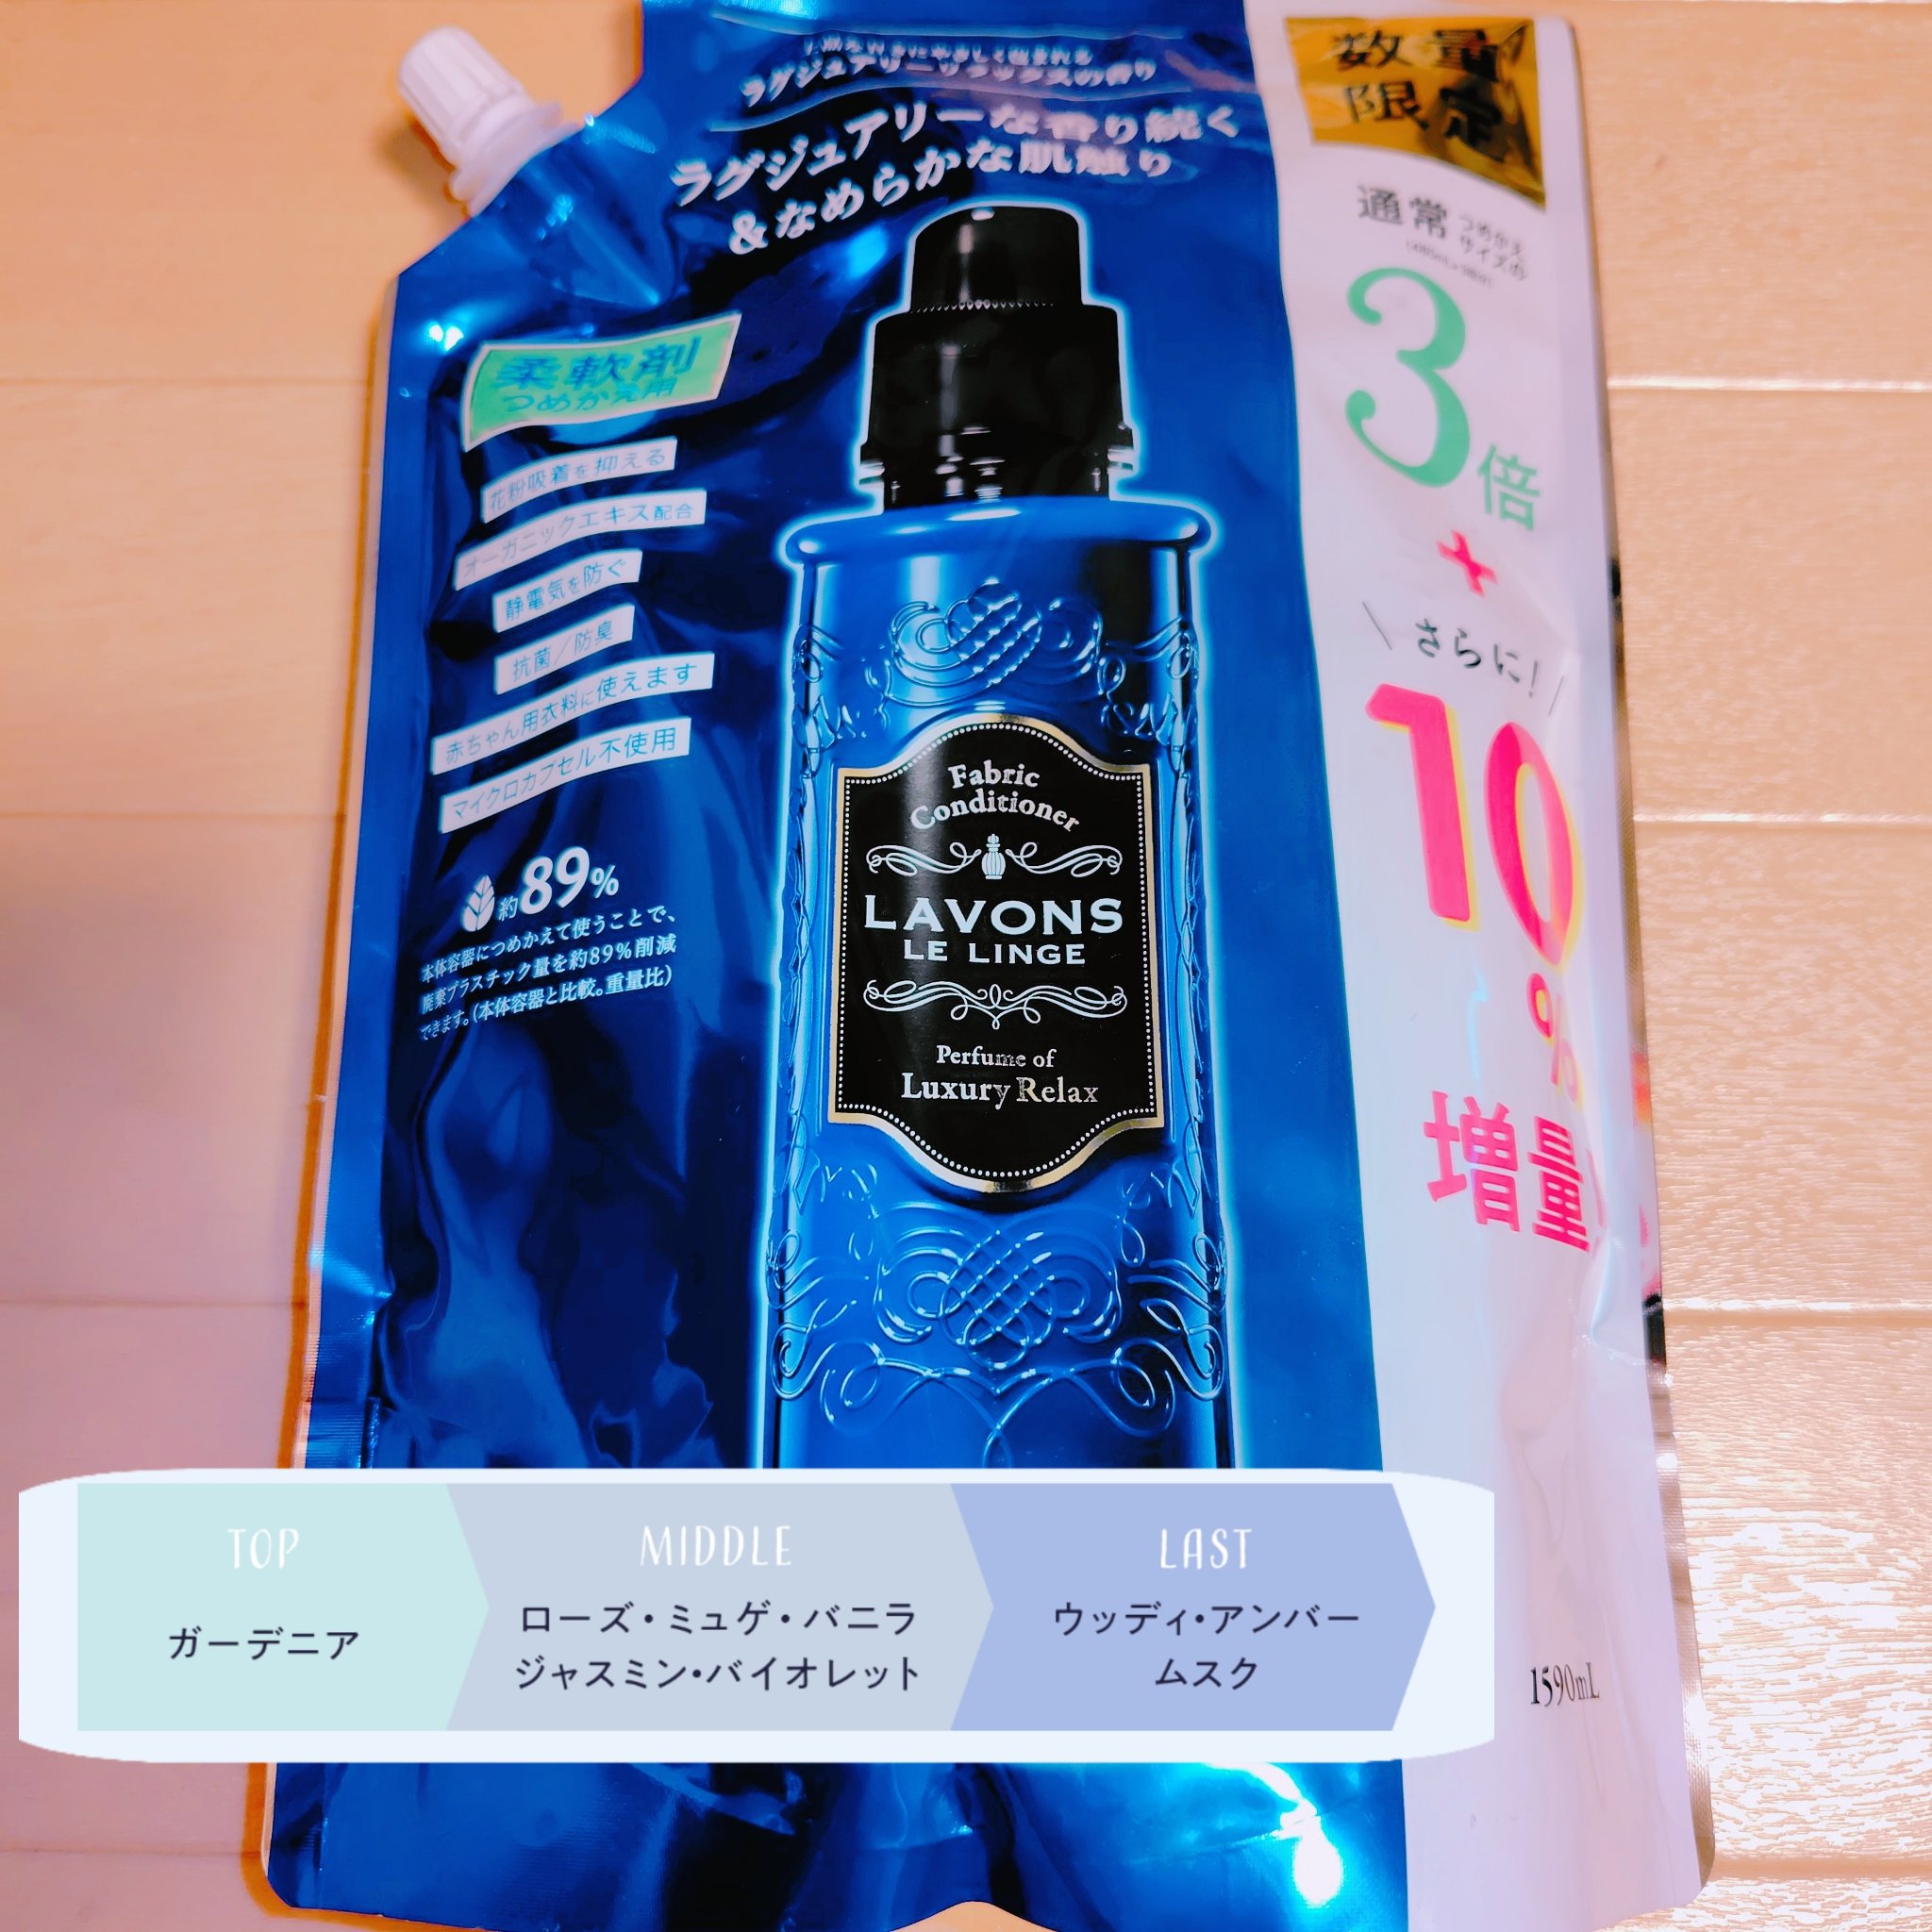 ラグジュアリーリラックスの香り
ラグジュアリーな香り続く
&なめらかな肌触り
柔軟剤
つめかえ用
花粉吸着を抑える
オーガニックエキス配合
静電気を防ぐ
抗菌/防臭
赤ちゃん用衣料に使えます
マイクロカプセル不使用
約89%
本体容器につめかえて使うことで、
廃棄プラスチック量を約89%削減
できます。(本体容器と比較。重量比)
Fabric
Conditioner
LAVONS
LE LINGE
Perfume of
Luxury Relax
数量
限定
通常 つめかえ
サイズの
3倍
+
\ さらに! /
10
%
増量!
1590mL
TOP
ガーデニア
MIDDLE
ローズ・ミュゲ・バニラ
ジャスミン・バイオレット
LAST
ウッディ・アンバー
ムスク